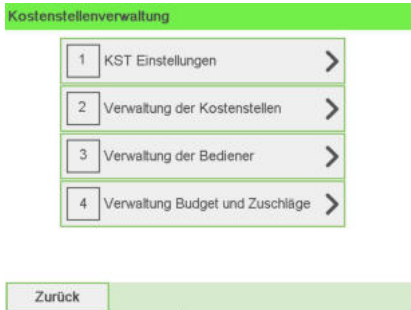 Kostenstellenverwaltung
1 KST Einstellungen
2 Verwaltung der Kostenstellen
3 Verwaltung der Bediener
4 Verwaltung Budget und Zuschläge
Zurück